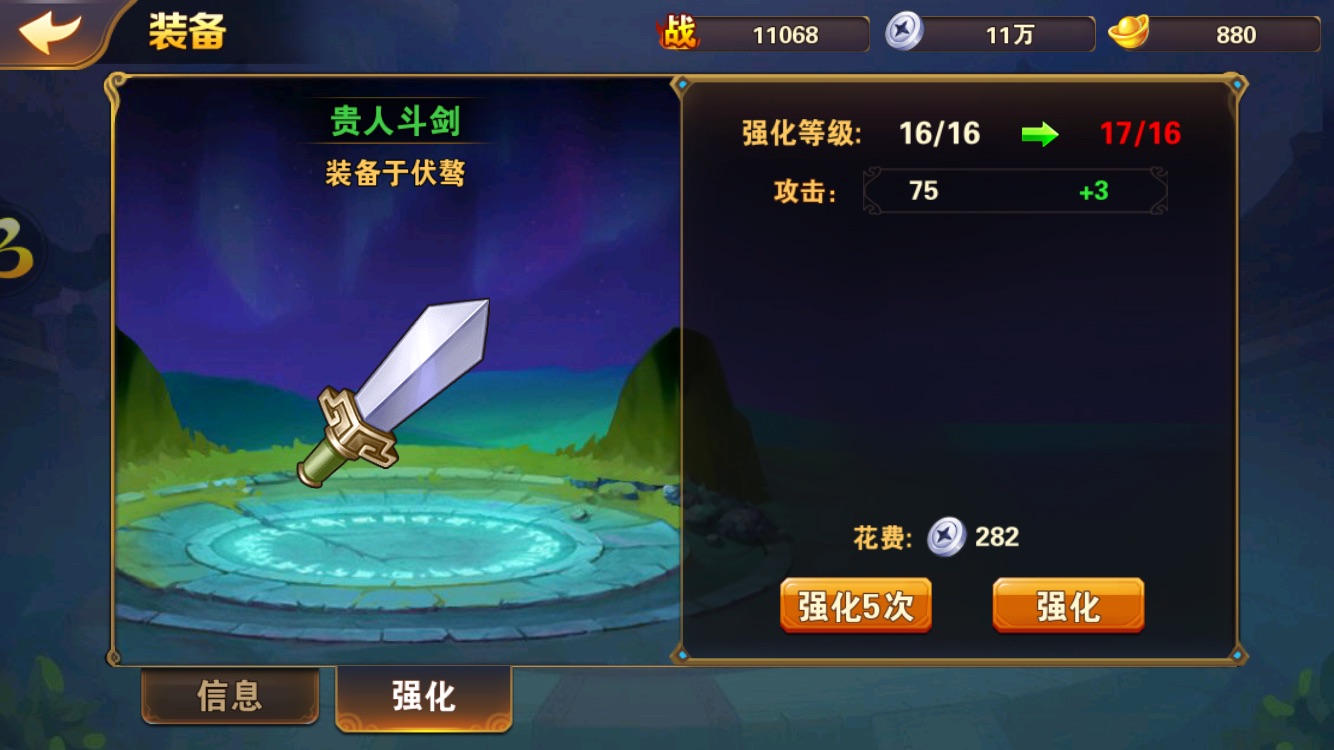 装备
战 11068
11万
880
贵人斗剑
装备于伏骜
强化等级: 16/16 17/16
攻击: 75 +3
花费: 282
强化5次
强化
信息
强化